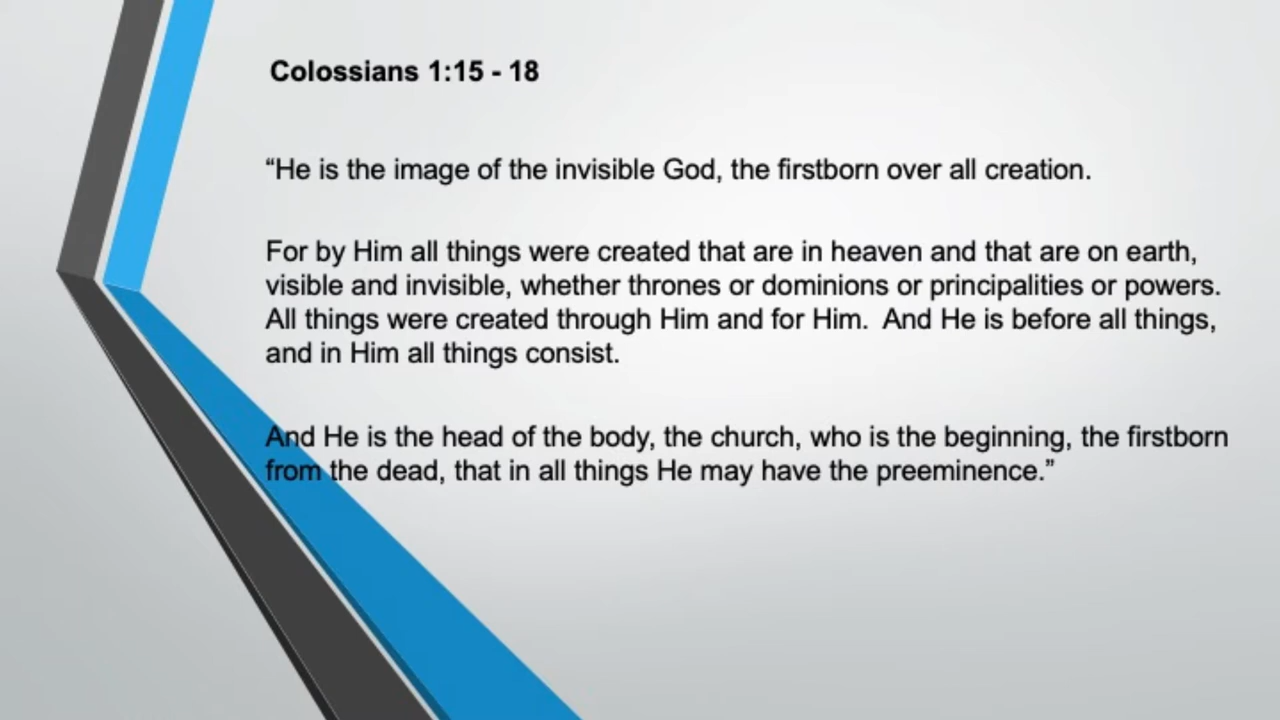 Colossians 1:15 - 18
“He is the image of the invisible God, the firstborn over all creation.
For by Him all things were created that are in heaven and that are on earth,
visible and invisible, whether thrones or dominions or principalities or powers.
All things were created through Him and for Him.  And He is before all things,
and in Him all things consist.
And He is the head of the body, the church, who is the beginning, the firstborn
from the dead, that in all things He may have the preeminence.”